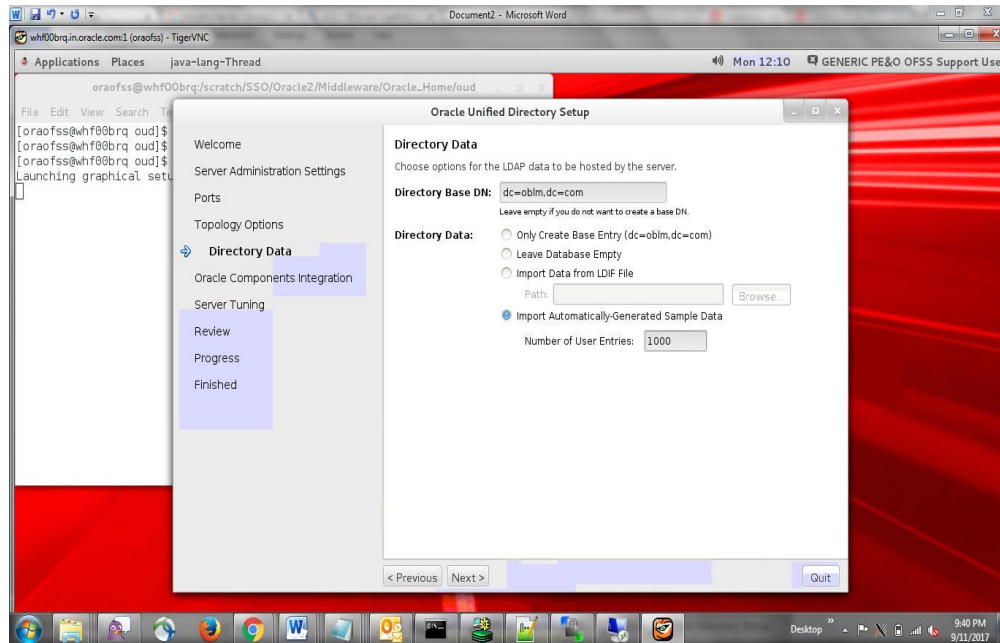 Document2 - Microsoft Word
whf00brq.in.oracle.com:1 (oraofss) - TigerVNC
Applications Places java-lang-Thread Mon 12:10 GENERIC PE&O OFSS Support Use
oraofss@whf00brq:/scratch/SSO/Oracle2/Middleware/Oracle_Home/oud
File Edit View Search Te
[oraofss@whf00brq oud]$
[oraofss@whf00brq oud]$
[oraofss@whf00brq oud]$
Launching graphical setu
Oracle Unified Directory Setup
Welcome
Server Administration Settings
Ports
Topology Options
Directory Data
Oracle Components Integration
Server Tuning
Review
Progress
Finished
Directory Data
Choose options for the LDAP data to be hosted by the server.
Directory Base DN: dc=oblm,dc=com
Leave empty if you do not want to create a base DN.
Directory Data: Only Create Base Entry (dc=oblm,dc=com)
Leave Database Empty
Import Data from LDIF File
Path: Browse...
Import Automatically-Generated Sample Data
Number of User Entries: 1000
< Previous Next > Quit
Desktop 9:40 PM
9/11/2017